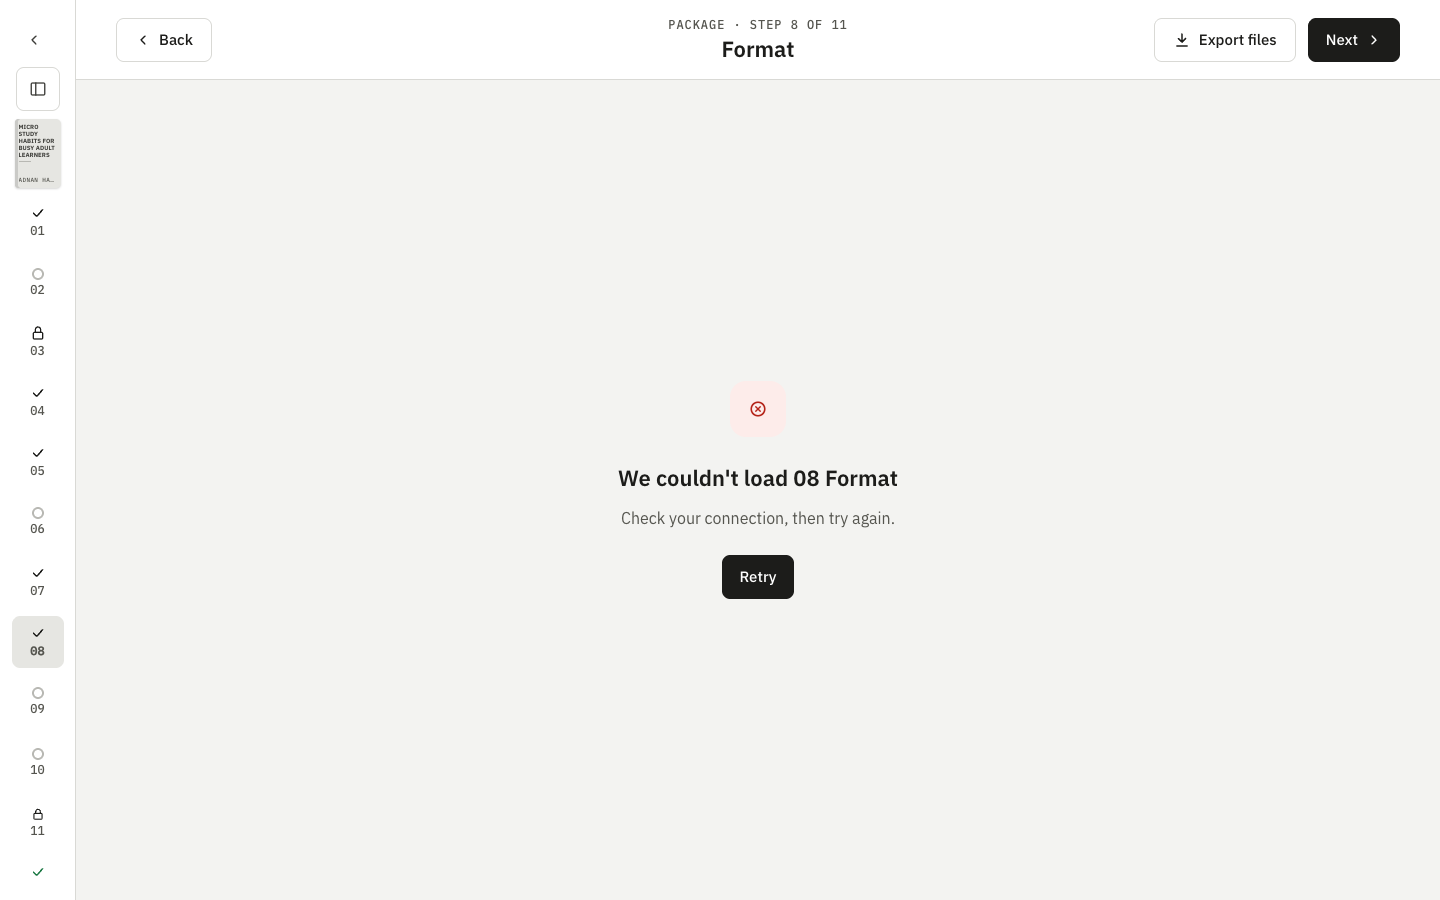 Back
PACKAGE · STEP 8 OF 11
Format
Export files
Next
MICRO
STUDY
HABITS FOR
BUSY ADULT
LEARNERS
ADNAN HA…
01
02
03
04
05
06
07
08
09
10
11
We couldn't load 08 Format
Check your connection, then try again.
Retry